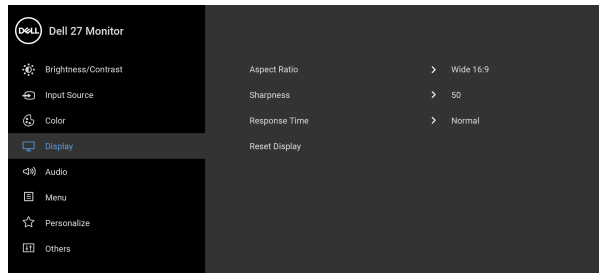 DELL Dell 27 Monitor
Brightness/Contrast
Input Source
Color
Display
Audio
Menu
Personalize
Others
Aspect Ratio > Wide 16:9
Sharpness > 50
Response Time > Normal
Reset Display